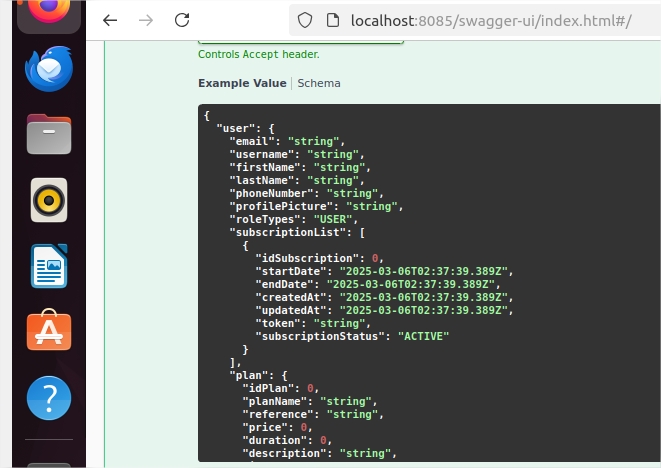 localhost:8085/swagger-ui/index.html#/
Controls Accept header.
Example Value | Schema
{
"user": {
"email": "string",
"username": "string",
"firstName": "string",
"lastName": "string",
"phoneNumber": "string",
"profilePicture": "string",
"roleTypes": "USER",
"subscriptionList": [
{
"idSubscription": 0,
"startDate": "2025-03-06T02:37:39.389Z",
"endDate": "2025-03-06T02:37:39.389Z",
"createdAt": "2025-03-06T02:37:39.389Z",
"updatedAt": "2025-03-06T02:37:39.389Z",
"token": "string",
"subscriptionStatus": "ACTIVE"
}
],
"plan": {
"idPlan": 0,
"planName": "string",
"reference": "string",
"price": 0,
"duration": 0,
"description": "string",